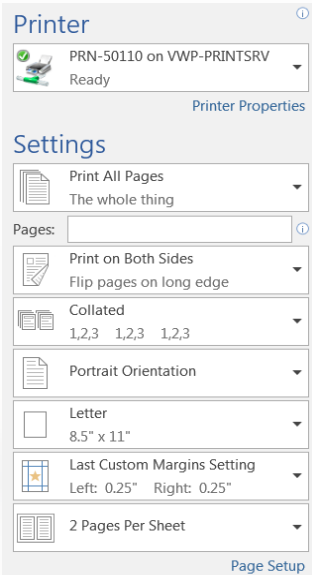 Printer
PRN-50110 on VWP-PRINTSRV
Ready
Printer Properties
Settings
Print All Pages
The whole thing
Pages:
Print on Both Sides
Flip pages on long edge
Collated
1,2,3 1,2,3 1,2,3
Portrait Orientation
Letter
8.5" x 11"
Last Custom Margins Setting
Left: 0.25" Right: 0.25"
2 Pages Per Sheet
Page Setup